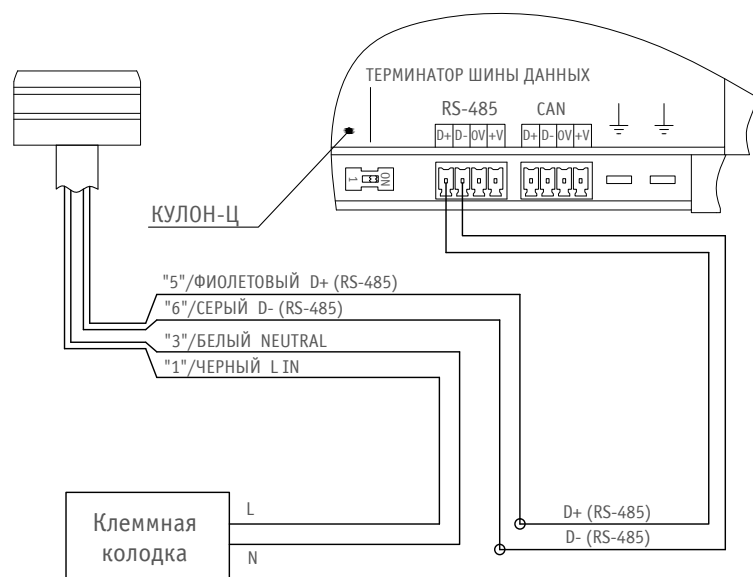 ТЕРМИНАТОР ШИНЫ ДАННЫХ
RS-485 CAN
D+ D- 0V +V D+ D- 0V +V
1 ON
КУЛОН-Ц
"5"/ФИОЛЕТОВЫЙ D+ (RS-485)
"6"/СЕРЫЙ D- (RS-485)
"3"/БЕЛЫЙ NEUTRAL
"1"/ЧЕРНЫЙ L IN
L
Клеммная
колодка
N
D+ (RS-485)
D- (RS-485)